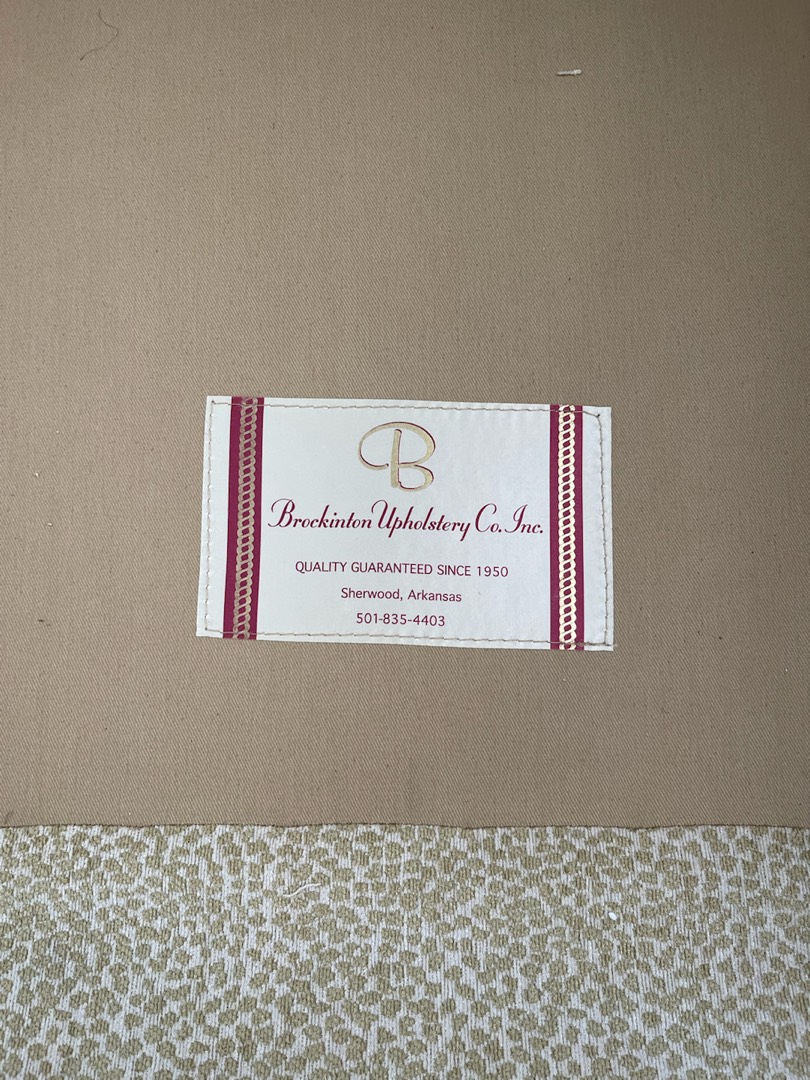 B
Brockinton Upholstery Co. Inc.
QUALITY GUARANTEED SINCE 1950
Sherwood, Arkansas
501-835-4403